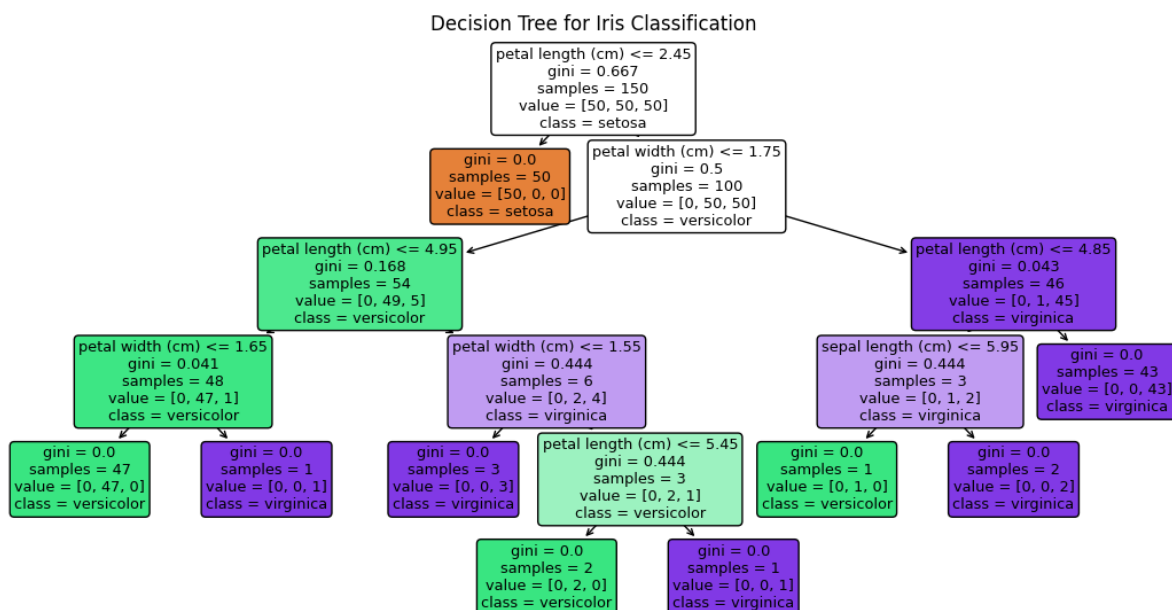 Decision Tree for Iris Classification
petal length (cm) <= 2.45
gini = 0.667
samples = 150
value = [50, 50, 50]
class = setosa
gini = 0.0
samples = 50
value = [50, 0, 0]
class = setosa
petal width (cm) <= 1.75
gini = 0.5
samples = 100
value = [0, 50, 50]
class = versicolor
petal length (cm) <= 4.95
gini = 0.168
samples = 54
value = [0, 49, 5]
class = versicolor
petal length (cm) <= 4.85
gini = 0.043
samples = 46
value = [0, 1, 45]
class = virginica
petal width (cm) <= 1.65
gini = 0.041
samples = 48
value = [0, 47, 1]
class = versicolor
petal width (cm) <= 1.55
gini = 0.444
samples = 6
value = [0, 2, 4]
class = virginica
sepal length (cm) <= 5.95
gini = 0.444
samples = 3
value = [0, 1, 2]
class = virginica
gini = 0.0
samples = 43
value = [0, 0, 43]
class = virginica
gini = 0.0
samples = 47
value = [0, 47, 0]
class = versicolor
gini = 0.0
samples = 1
value = [0, 0, 1]
class = virginica
gini = 0.0
samples = 3
value = [0, 0, 3]
class = virginica
petal length (cm) <= 5.45
gini = 0.444
samples = 3
value = [0, 2, 1]
class = versicolor
gini = 0.0
samples = 1
value = [0, 1, 0]
class = versicolor
gini = 0.0
samples = 2
value = [0, 0, 2]
class = virginica
gini = 0.0
samples = 2
value = [0, 2, 0]
class = versicolor
gini = 0.0
samples = 1
value = [0, 0, 1]
class = virginica